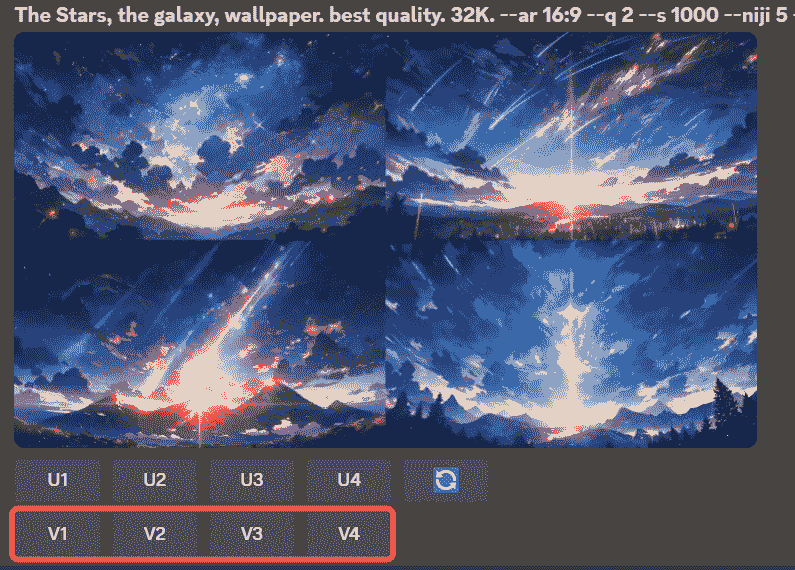 The Stars, the galaxy, wallpaper. best quality. 32K. --ar 16:9 --q 2 --s 1000 --niji 5 -
U1 U2 U3 U4
V1 V2 V3 V4